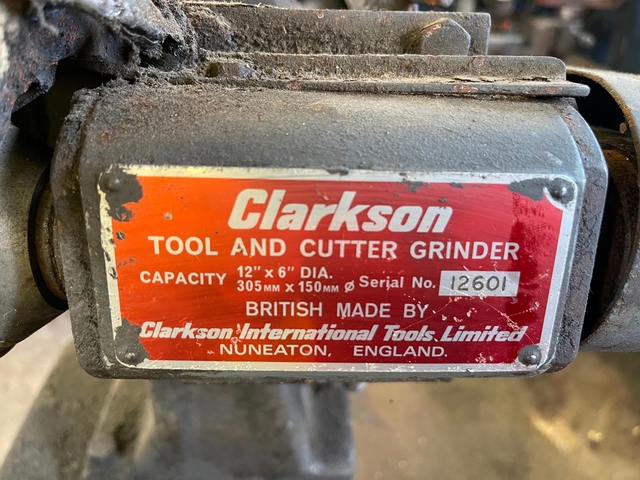 Clarkson
TOOL AND CUTTER GRINDER
CAPACITY 12" x 6" DIA.
305MM x 150MM ø Serial No. 12601
BRITISH MADE BY
Clarkson International Tools Limited
NUNEATON, ENGLAND.